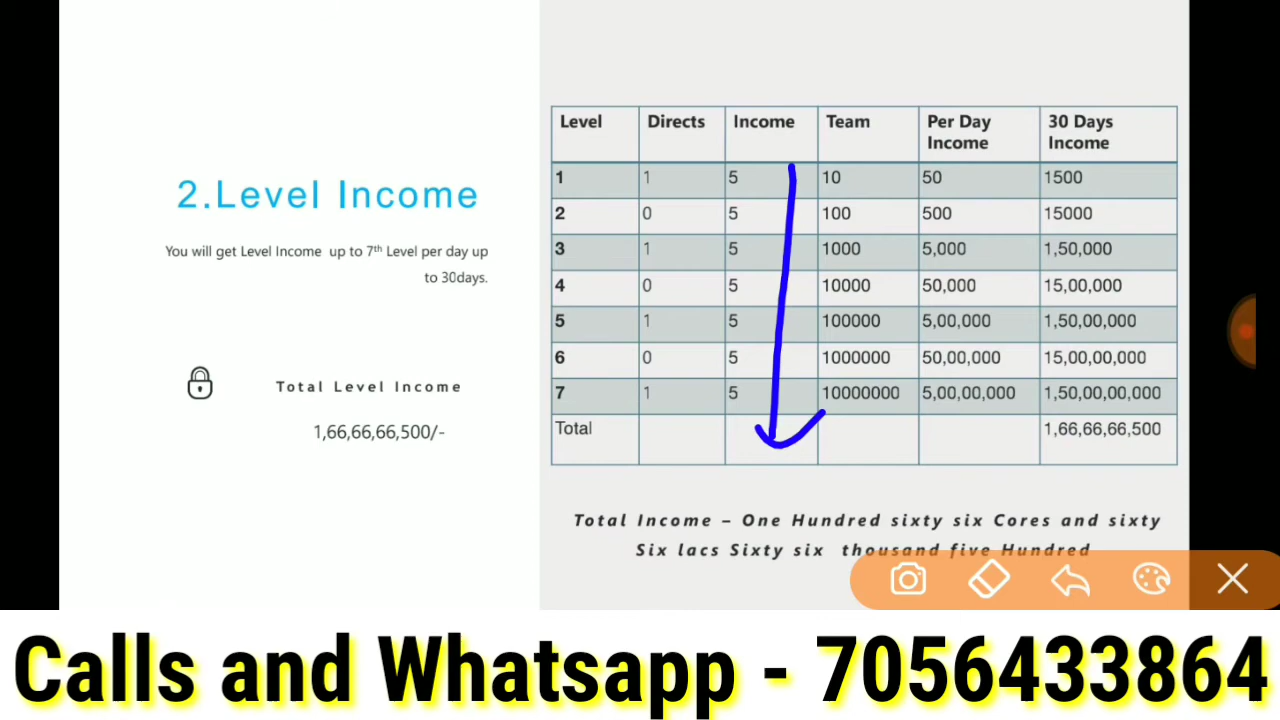 2.Level Income
You will get Level Income up to 7th Level per day up
to 30days.
Total Level Income
1,66,66,66,500/-
Level Directs Income Team Per Day Income 30 Days Income
1 1 5 10 50 1500
2 0 5 100 500 15000
3 1 5 1000 5,000 1,50,000
4 0 5 10000 50,000 15,00,000
5 1 5 100000 5,00,000 1,50,00,000
6 0 5 1000000 50,00,000 15,00,00,000
7 1 5 10000000 5,00,00,000 1,50,00,00,000
Total 1,66,66,66,500
Total Income – One Hundred sixty six Cores and sixty
Six lacs Sixty six thousand five Hundred
Calls and Whatsapp - 7056433864